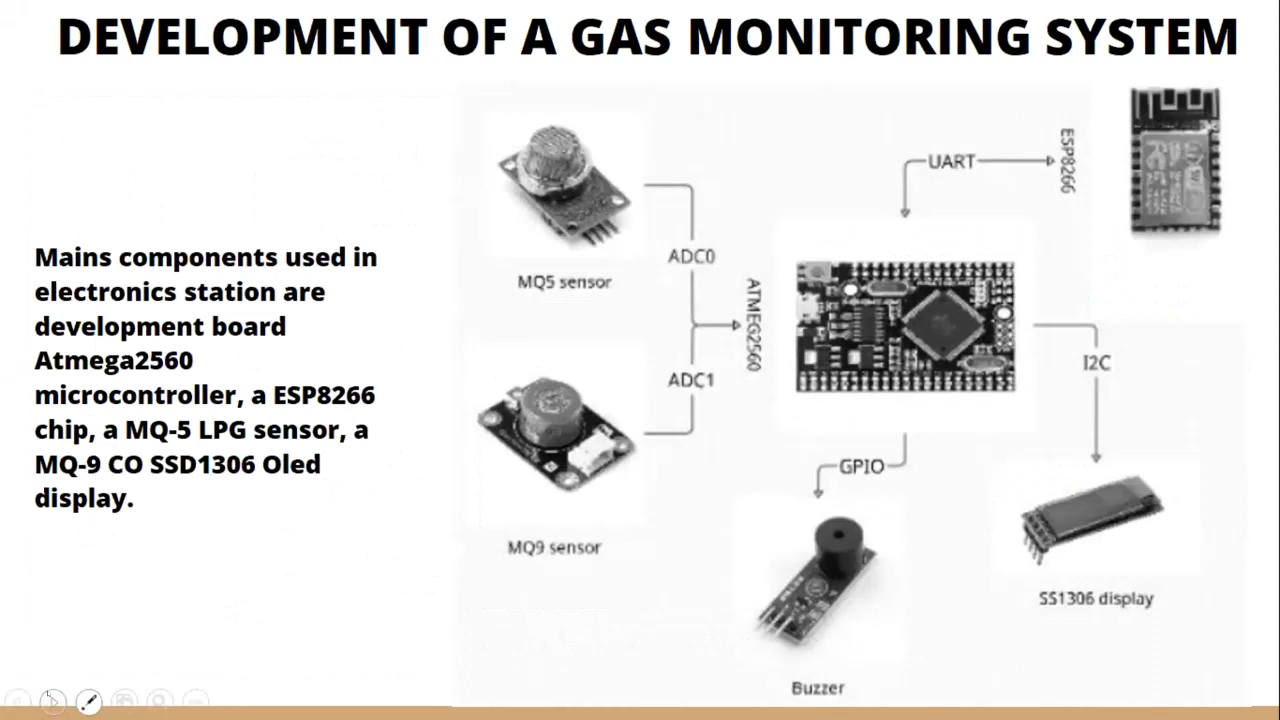 DEVELOPMENT OF A GAS MONITORING SYSTEM
Mains components used in
electronics station are
development board
Atmega2560
microcontroller, a ESP8266
chip, a MQ-5 LPG sensor, a
MQ-9 CO SSD1306 Oled
display.
MQ5 sensor
ADC0
ATMEG2560
ADC1
MQ9 sensor
UART
ESP8266
I2C
GPIO
SS1306 display
Buzzer